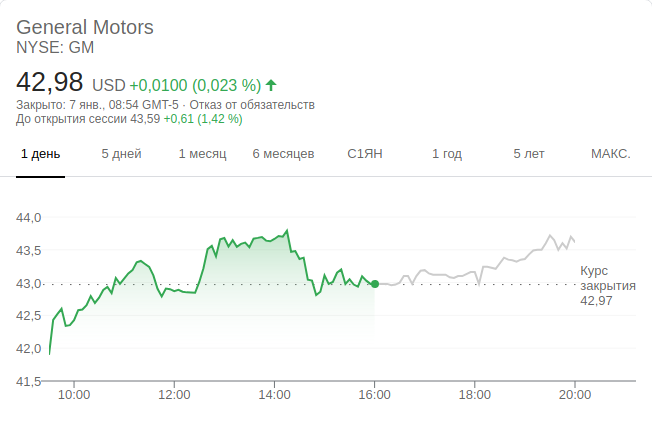 General Motors
NYSE: GM
42,98 USD +0,0100 (0,023 %)
Закрыто: 7 янв., 08:54 GMT-5 · Отказ от обязательств
До открытия сессии 43,59 +0,61 (1,42 %)
1 день 5 дней 1 месяц 6 месяцев С1ЯН 1 год 5 лет МАКС.
44,0
43,5
43,0
42,5
42,0
41,5
Курс
закрытия
42,97
10:00 12:00 14:00 16:00 18:00 20:00